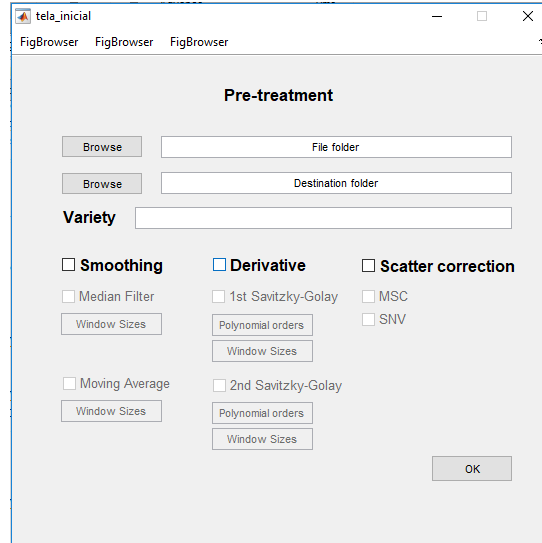 tela_inicial
FigBrowser FigBrowser FigBrowser
Pre-treatment
Browse File folder
Browse Destination folder
Variety
Smoothing Derivative Scatter correction
Median Filter 1st Savitzky-Golay MSC
Window Sizes Polynomial orders SNV
Window Sizes
Moving Average 2nd Savitzky-Golay
Window Sizes Polynomial orders
Window Sizes
OK